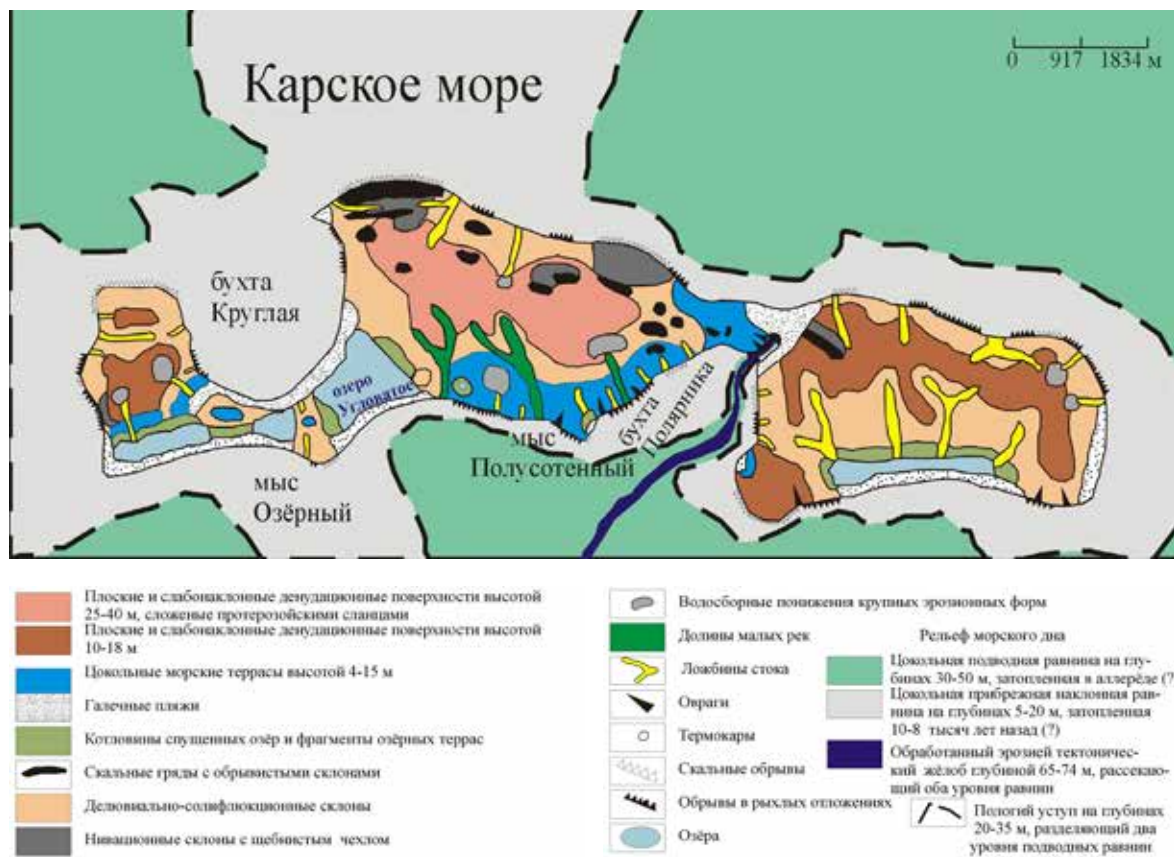 Карское море
0 917 1834 м
бухта
Круглая
озеро
Угловатое
мыс
Полусотенный
бухта
Полярника
мыс
Озёрный
Плоские и слабонаклонные денудационные поверхности высотой
25-40 м, сложеные протерозойскими сланцами
Плоские и слабонаклонные денудационные поверхности высотой
10-18 м
Цокольные морские террасы высотой 4-15 м
Галечные пляжи
Котловины спущенных озёр и фрагменты озёрных террас
Скальные гряды с обрывистыми склонами
Делювиально-солифлюкционные склоны
Нивационные склоны с щебнистым чехлом
Водосборные понижения крупных эрозионных форм
Долины малых рек
Ложбины стока
Овраги
Термокары
Скальные обрывы
Обрывы в рыхлых отложениях
Озёра
Рельеф морского дна
Цокольная подводная равнина на глу-
бинах 30-50 м, затопленная в аллерёде (?
Цокольная прибрежная наклонная рав-
нина на глубинах 5-20 м, затопленная
10-8 тысяч лет назад (?)
Обработанный эрозией тектониче-
ский жёлоб глубиной 65-74 м, рассекаю-
щий оба уровня равнин
Пологий уступ на глубинах
20-35 м, разделяющий два
уровня подводных равнин